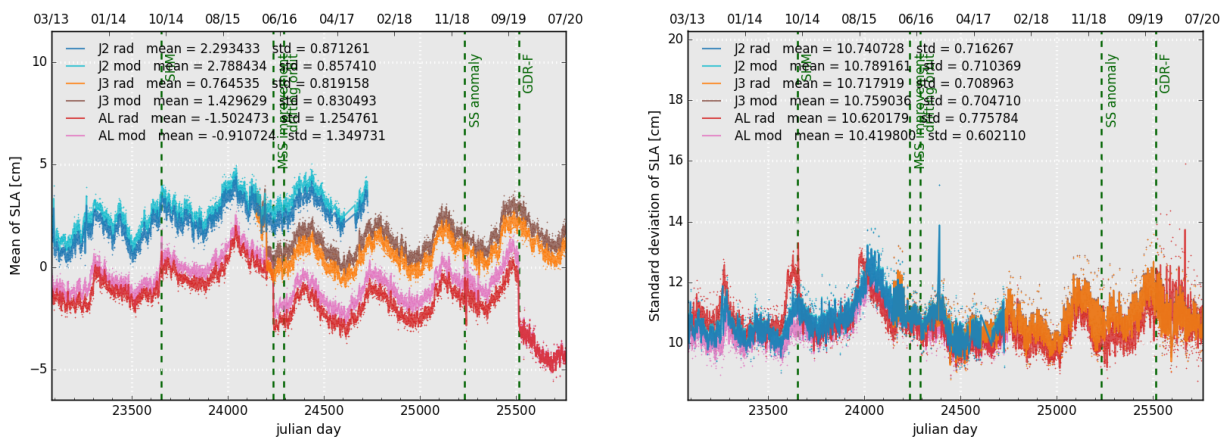 03/13 01/14 10/14 08/15 06/16 04/17 02/18 11/18 09/19 07/20
10
5
0
−5
Mean of SLA [cm]
J2 rad mean = 2.293433 std = 0.871261
J2 mod mean = 2.788434 std = 0.857410
J3 rad mean = 0.764535 std = 0.819158
J3 mod mean = 1.429629 std = 0.830493
AL rad mean = -1.502473 std = 1.254761
AL mod mean = -0.910724 std = 1.349731
MSS improvement
SS anomaly
GDR-F
23500 24000 24500 25000 25500
julian day
03/13 01/14 10/14 08/15 06/16 04/17 02/18 11/18 09/19 07/20
20
18
16
14
12
10
Standard deviation of SLA [cm]
J2 rad mean = 10.740728 std = 0.716267
J2 mod mean = 10.789161 std = 0.710369
J3 rad mean = 10.717919 std = 0.708963
J3 mod mean = 10.759036 std = 0.704710
AL rad mean = 10.620179 std = 0.775784
AL mod mean = 10.419800 std = 0.602110
MSS improvement
SS anomaly
GDR-F
23500 24000 24500 25000 25500
julian day